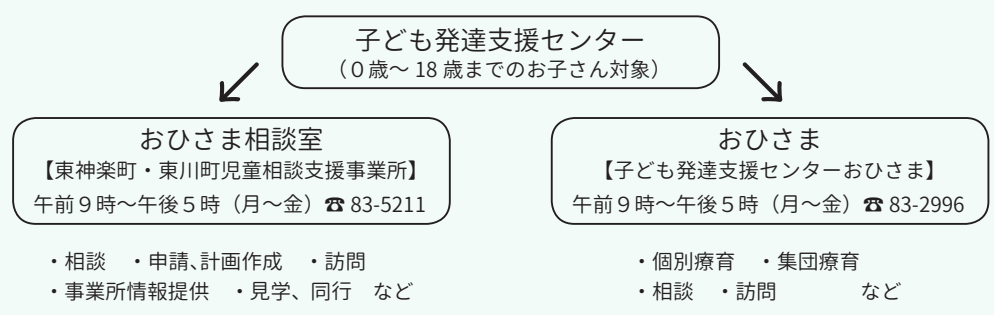 子ども発達支援センター
（０歳～ 18 歳までのお子さん対象）
おひさま相談室
【東神楽町・東川町児童相談支援事業所】
午前９時～午後５時（月～金）☎ 83-5211
・相談　・申請、計画作成　・訪問
・事業所情報提供　・見学、同行　など
おひさま
【子ども発達支援センターおひさま】
午前９時～午後５時（月～金）☎ 83-2996
・個別療育　・集団療育
・相談　・訪問　　　　など